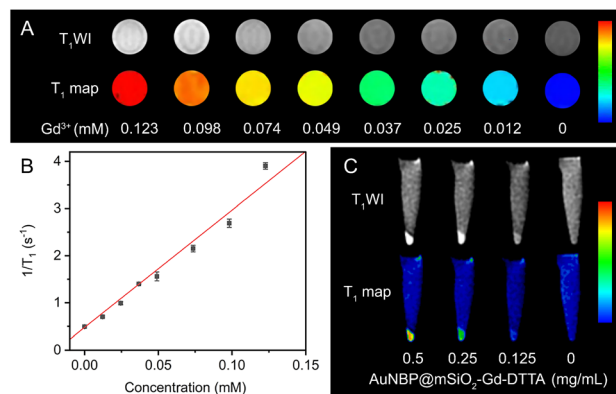 A
T₁WI
T₁ map
Gd³⁺ (mM) 0.123 0.098 0.074 0.049 0.037 0.025 0.012 0
B
1/T₁ (s⁻¹)
4
3
2
1
0
0.00 0.05 0.10 0.15
Concentration (mM)
C
T₁WI
T₁ map
0.5 0.25 0.125 0
AuNBP@mSiO₂-Gd-DTTA (mg/mL)